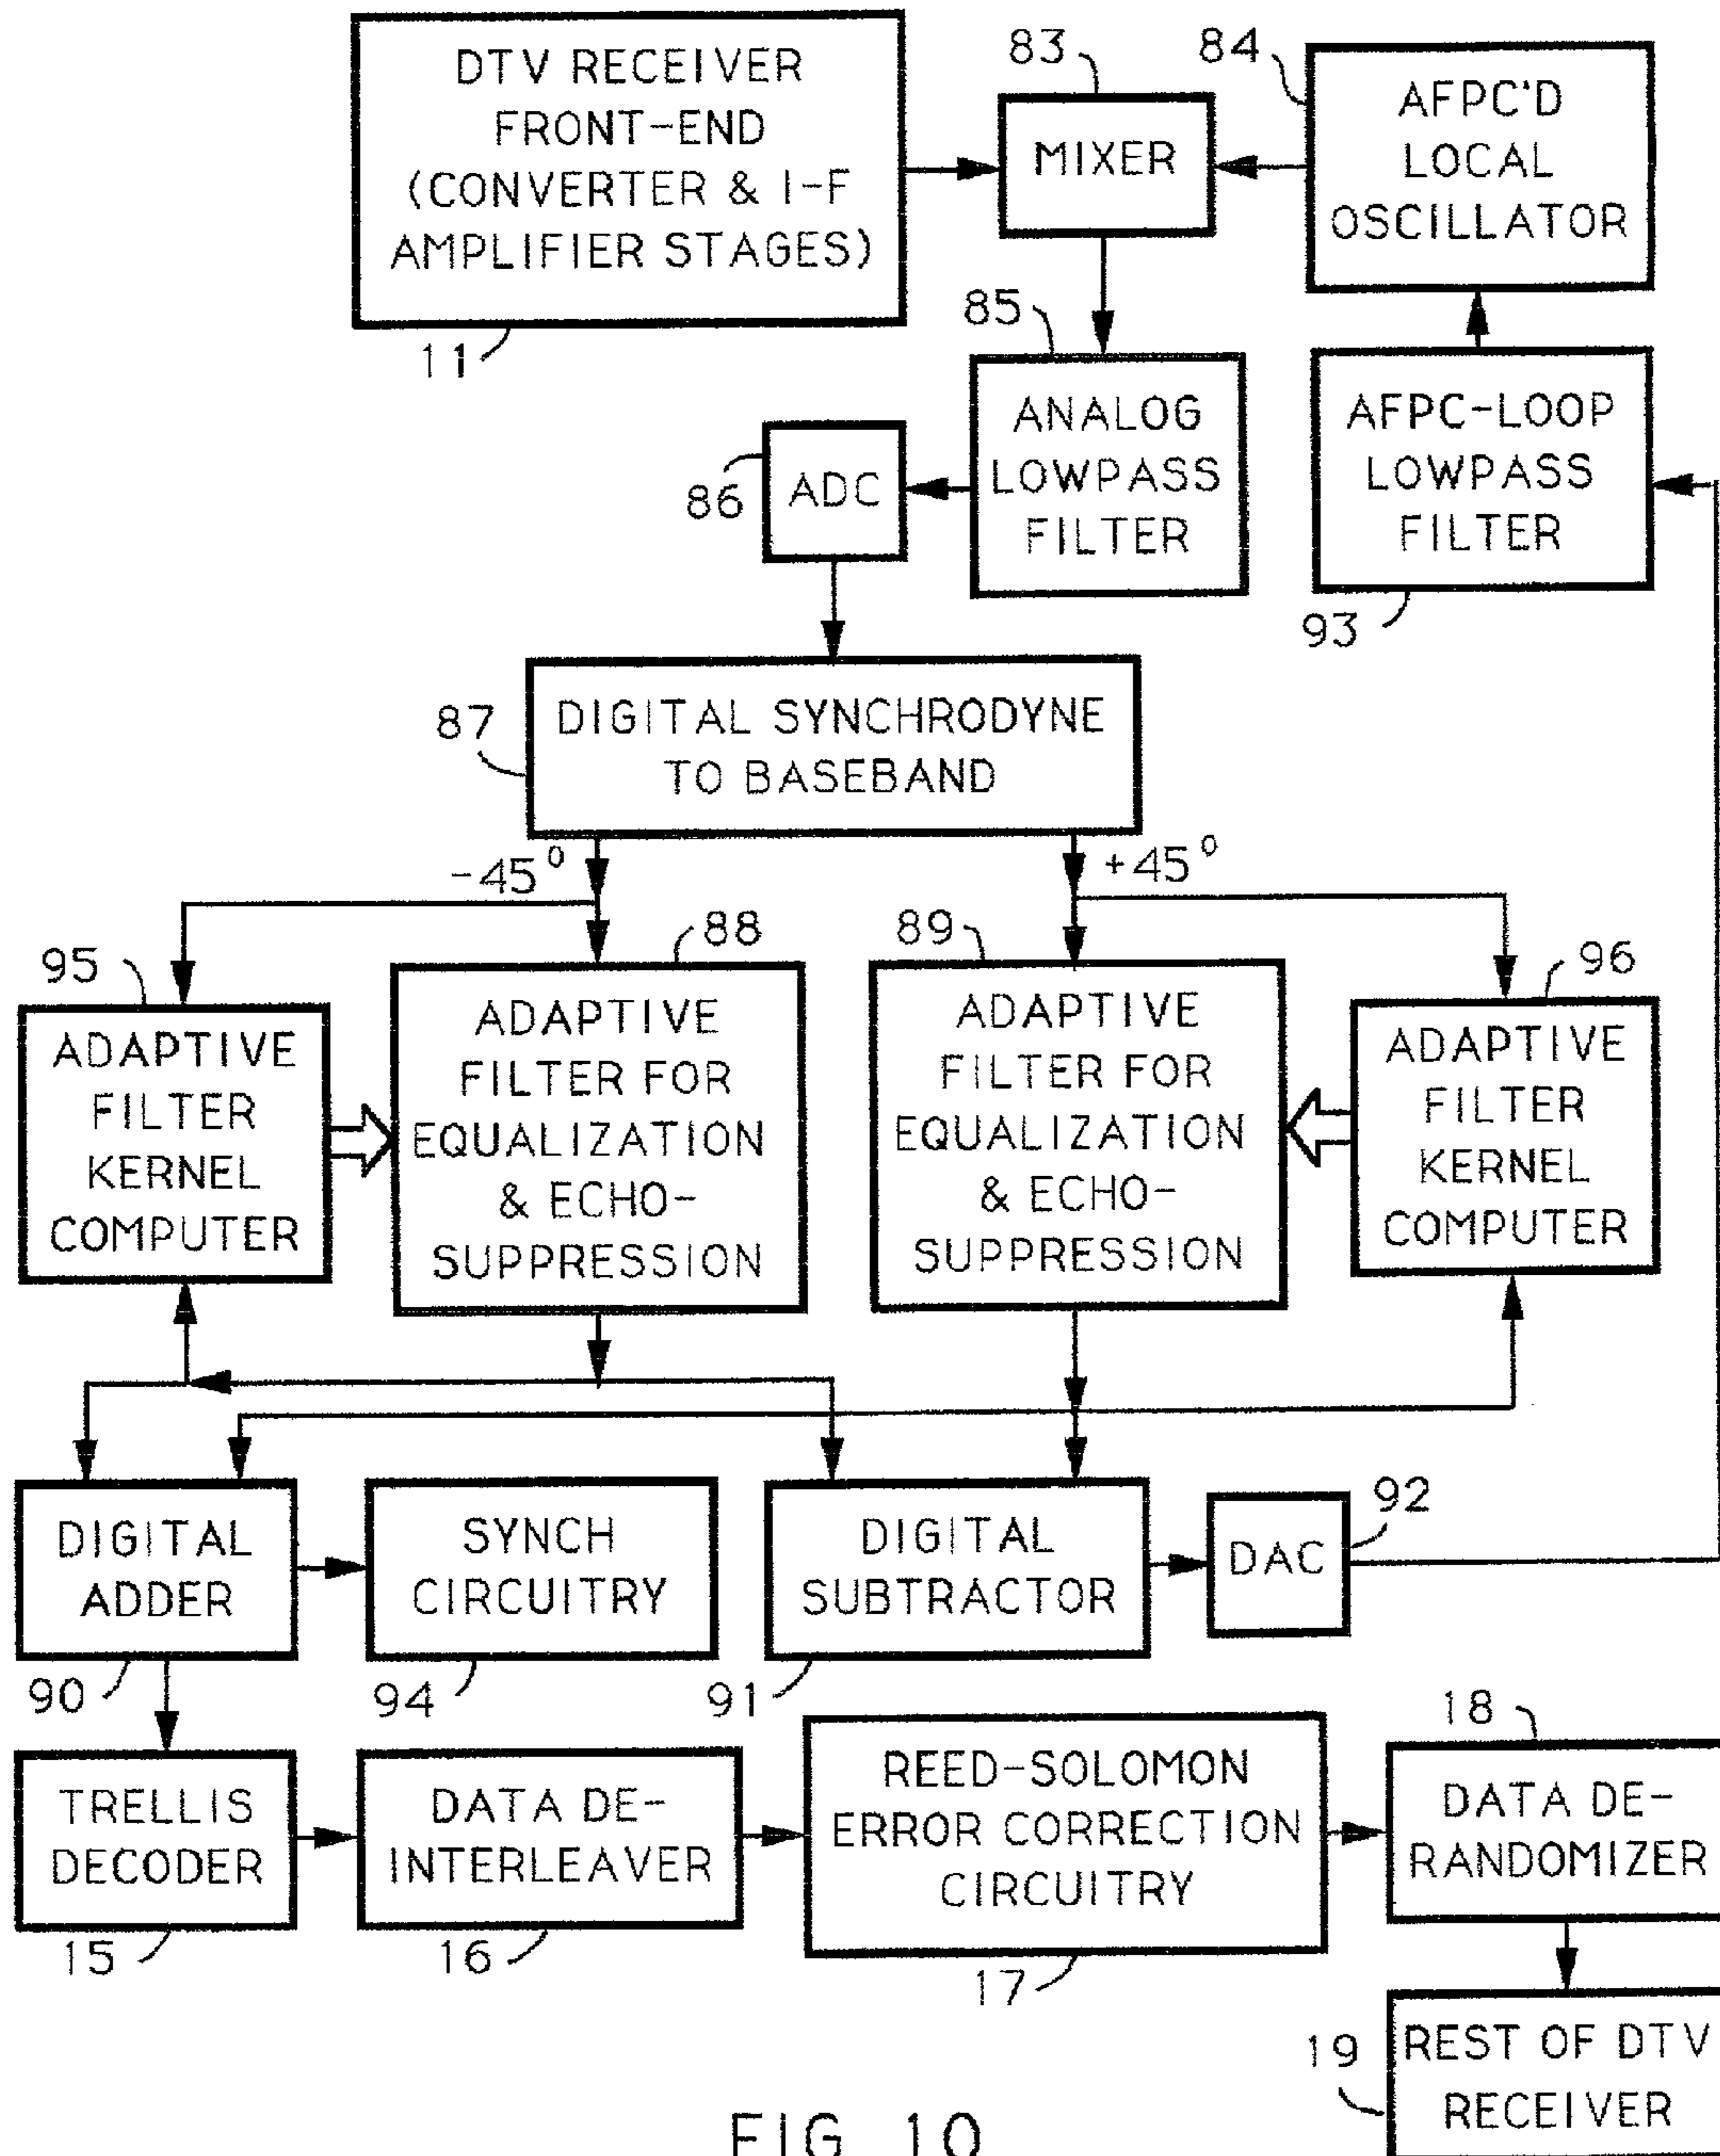 DTV RECEIVER
FRONT-END
(CONVERTER & I-F
AMPLIFIER STAGES)
11
83
MIXER
84
AFPC'D
LOCAL
OSCILLATOR
85
ANALOG
LOWPASS
FILTER
AFPC-LOOP
LOWPASS
FILTER
93
86
ADC
87
DIGITAL SYNCHRODYNE
TO BASEBAND
-45°
+45°
95
ADAPTIVE
FILTER
KERNEL
COMPUTER
88
ADAPTIVE
FILTER FOR
EQUALIZATION
& ECHO-
SUPPRESSION
89
ADAPTIVE
FILTER FOR
EQUALIZATION
& ECHO-
SUPPRESSION
96
ADAPTIVE
FILTER
KERNEL
COMPUTER
DIGITAL
ADDER
90
SYNCH
CIRCUITRY
94
DIGITAL
SUBTRACTOR
91
DAC
92
TRELLIS
DECODER
15
DATA DE-
INTERLEAVER
16
REED-SOLOMON
ERROR CORRECTION
CIRCUITRY
17
18
DATA DE-
RANDOMIZER
19
REST OF DTV
RECEIVER
FIG. 10